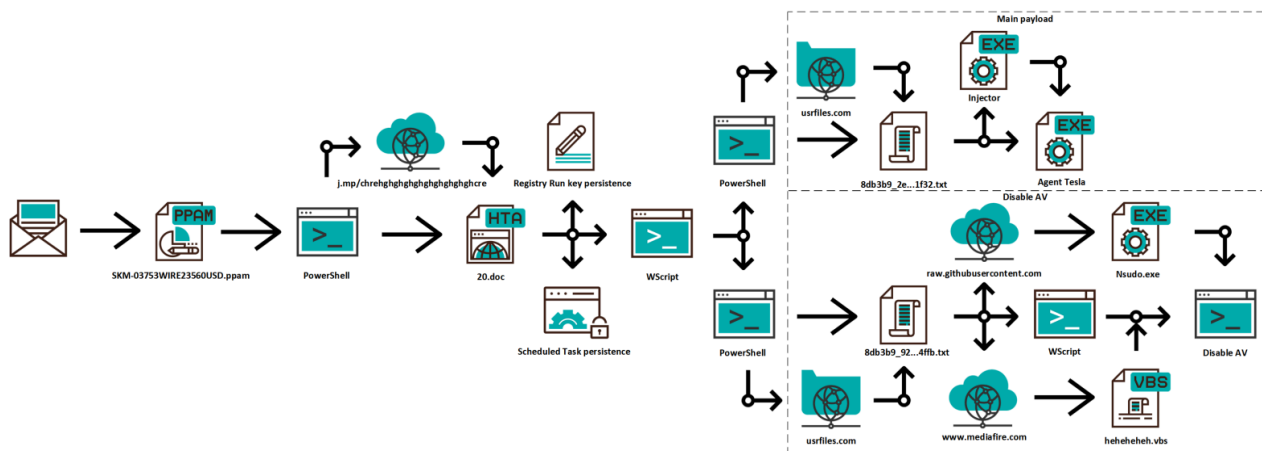 Main payload
EXE
Injector
usrfiles.com
EXE
j.mp/chrehghghghghghghghghcre
Registry Run key persistence
PowerShell
8db3b9_2e...1f32.txt
Agent Tesla
Disable AV
PPAM
HTA
EXE
SKM-03753WIRE23560USD.ppam
PowerShell
20.doc
WScript
raw.githubusercontent.com
Nsudo.exe
Scheduled Task persistence
PowerShell
8db3b9_92...4ffb.txt
WScript
Disable AV
VBS
usrfiles.com
www.mediafire.com
heheheheh.vbs